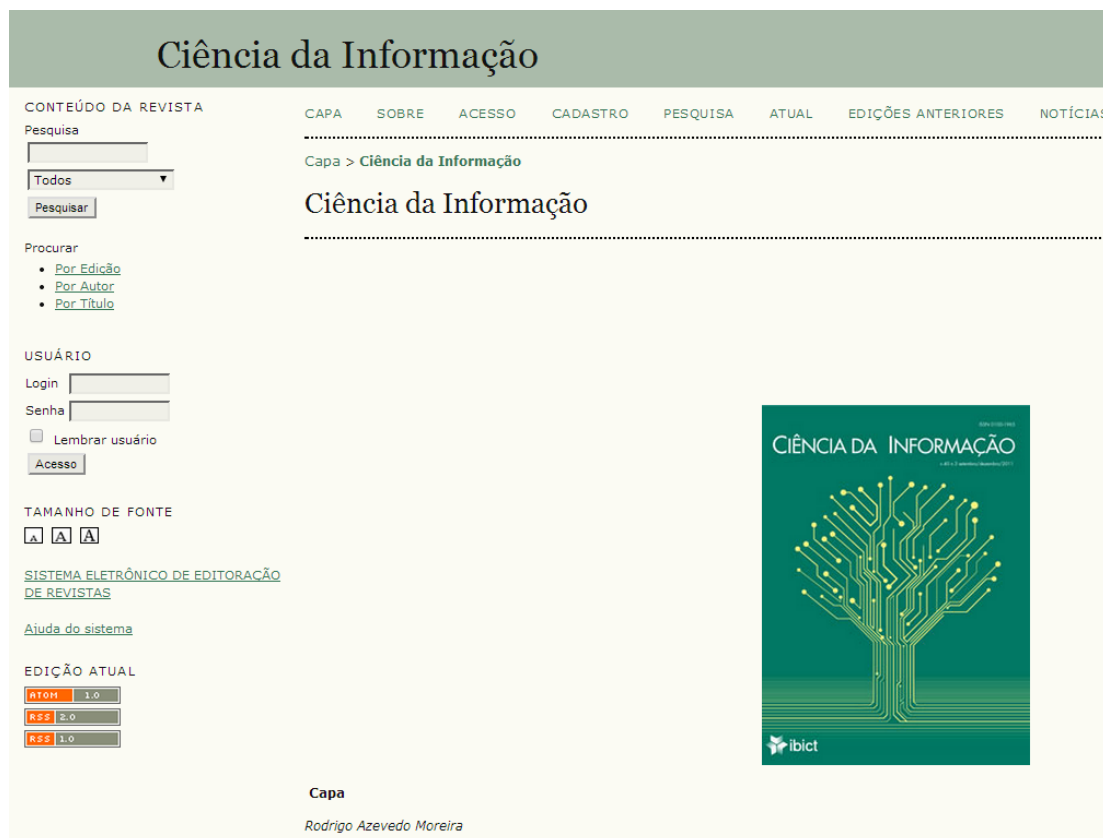 Ciência da Informação
CONTEÚDO DA REVISTA
Pesquisa
Todos
Pesquisar
Procurar
Por Edição
Por Autor
Por Título
USUÁRIO
Login
Senha
Lembrar usuário
Acesso
TAMANHO DE FONTE
A A A
SISTEMA ELETRÔNICO DE EDITORAÇÃO
DE REVISTAS
Ajuda do sistema
EDIÇÃO ATUAL
ATOM 1.0
RSS 2.0
RSS 1.0
CAPA SOBRE ACESSO CADASTRO PESQUISA ATUAL EDIÇÕES ANTERIORES NOTÍCIAS
Capa > Ciência da Informação
Ciência da Informação
CIÊNCIA DA INFORMAÇÃO
ibict
Capa
Rodrigo Azevedo Moreira